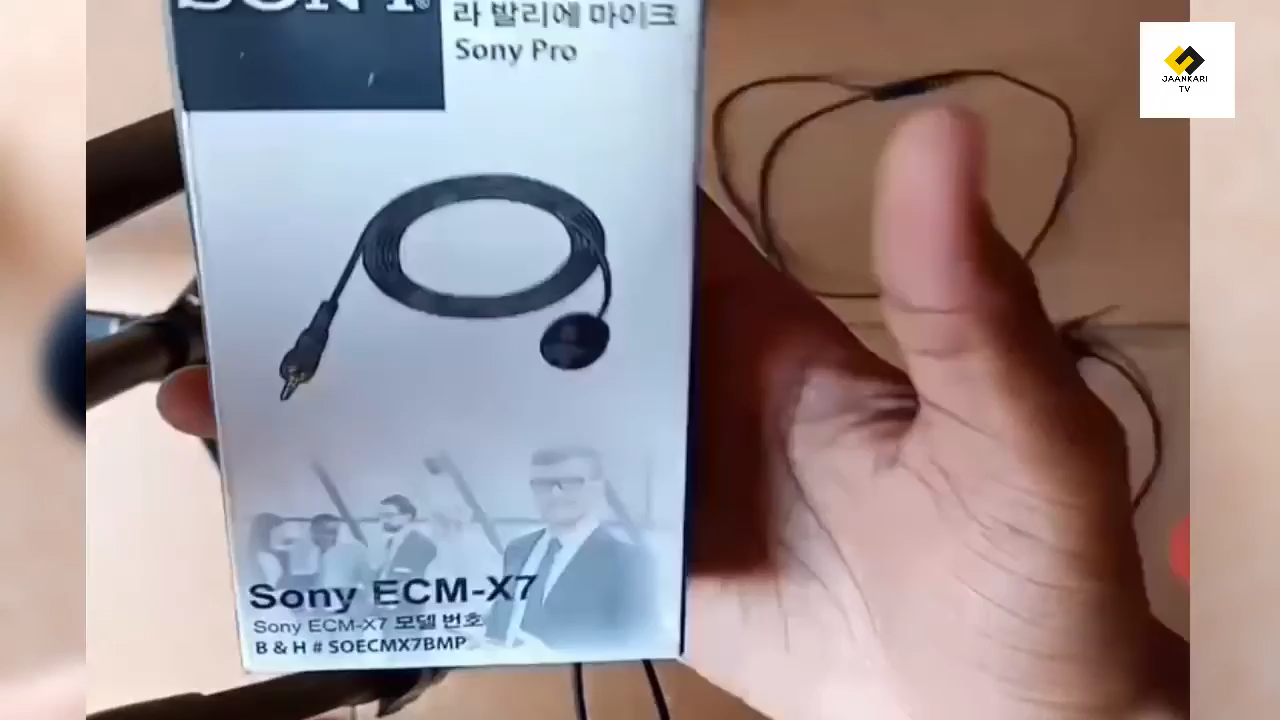 SONY®
라 발리에 마이크
Sony Pro
JAANKARI
TV
Sony ECM-X7
Sony ECM-X7 모델 번호
B & H # SOECMX7BMP